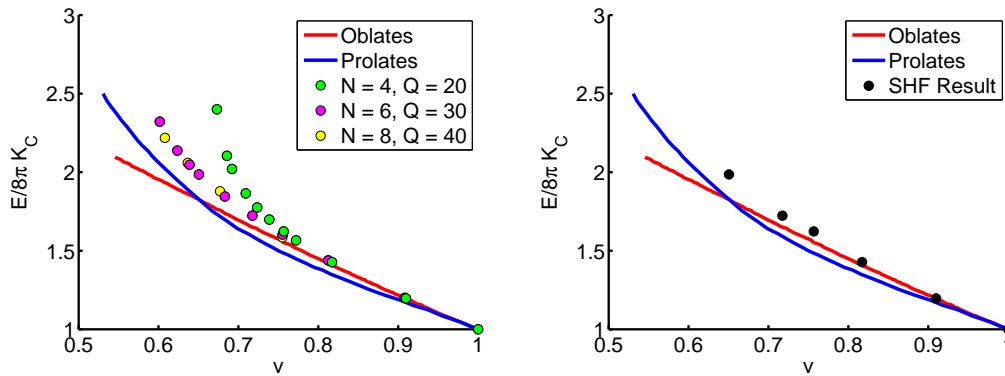 3
2.5
2
1.5
1
E/8π K_C
0.5
0.6
0.7
0.8
0.9
1
v
Oblates
Prolates
N = 4, Q = 20
N = 6, Q = 30
N = 8, Q = 40
3
2.5
2
1.5
1
E/8π K_C
0.5
0.6
0.7
0.8
0.9
1
v
Oblates
Prolates
SHF Result